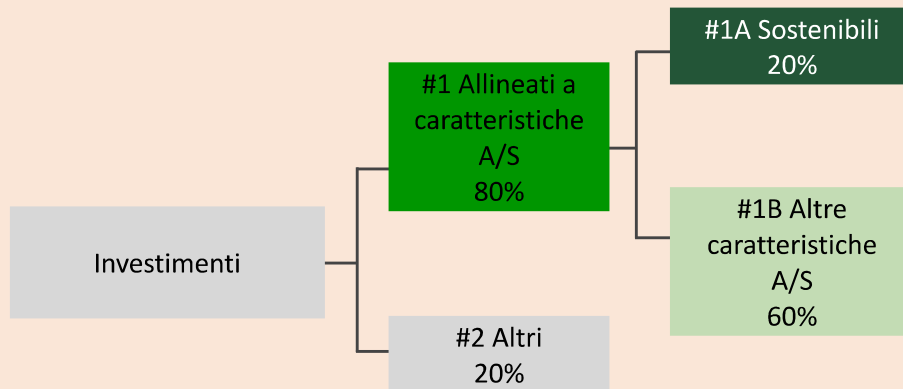 Investimenti
#1 Allineati a
caratteristiche
A/S
80%
#2 Altri
20%
#1A Sostenibili
20%
#1B Altre
caratteristiche
A/S
60%